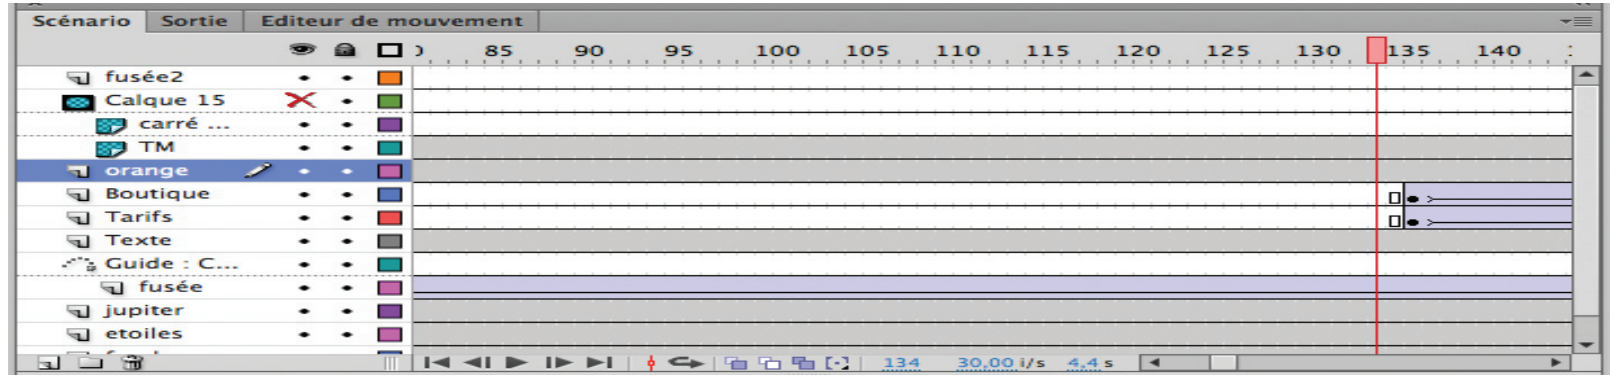 Scénario Sortie Editeur de mouvement
85 90 95 100 105 110 115 120 125 130 135 140
fusée2
Calque 15
carré ...
TM
orange
Boutique
Tarifs
Texte
Guide : C...
fusée
jupiter
etoiles
134 30,00 i/s 4,4 s